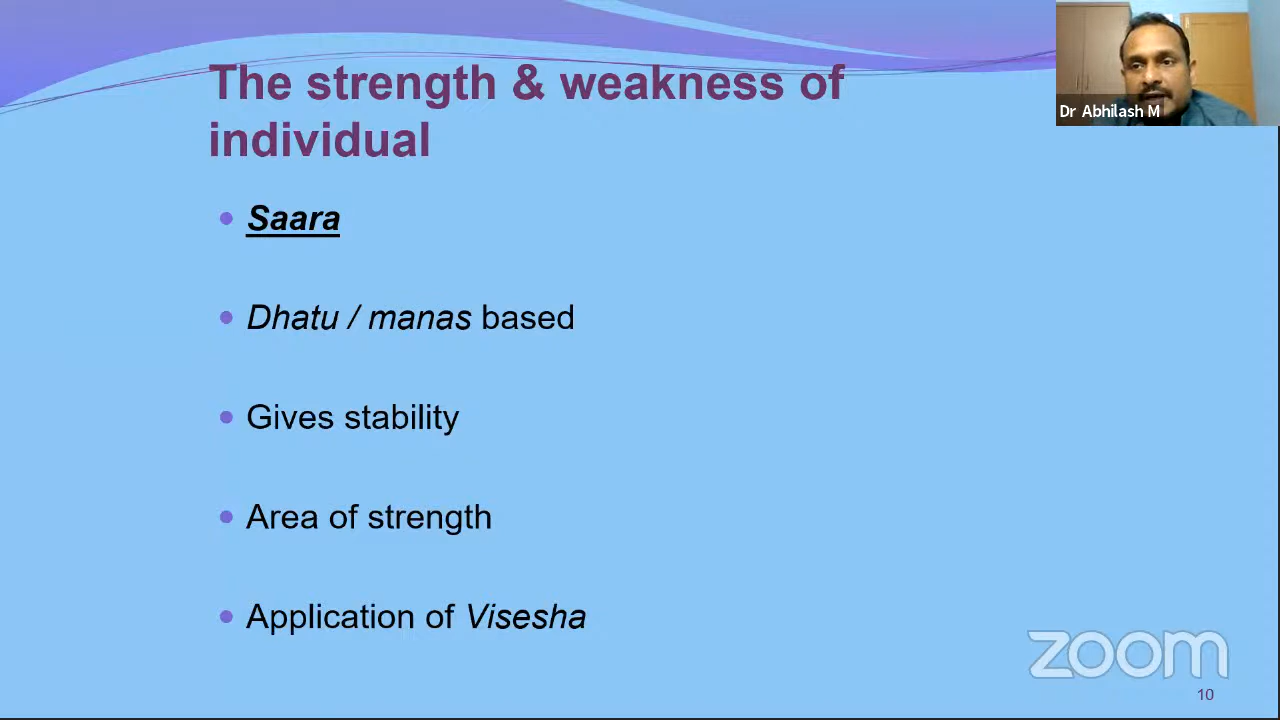 The strength & weakness of
individual
Dr Abhilash M
Saara
Dhatu / manas based
Gives stability
Area of strength
Application of Visesha
zoom
10